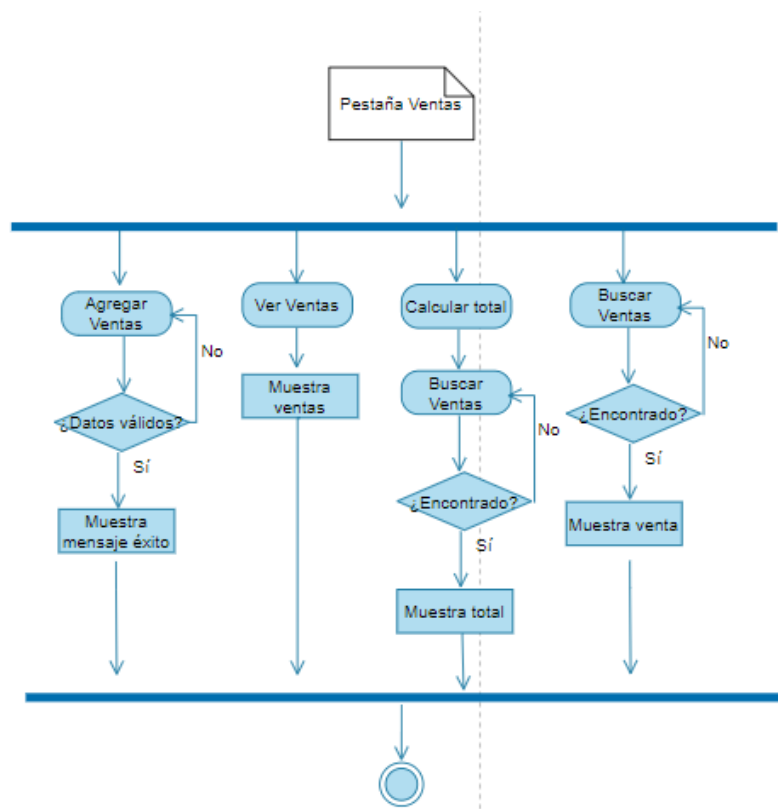 Pestaña Ventas
Agregar
Ventas
No
¿Datos válidos?
Sí
Muestra
mensaje éxito
Ver Ventas
Muestra
ventas
Calcular total
Buscar
Ventas
No
¿Encontrado?
Sí
Muestra total
Buscar
Ventas
No
¿Encontrado?
Sí
Muestra venta